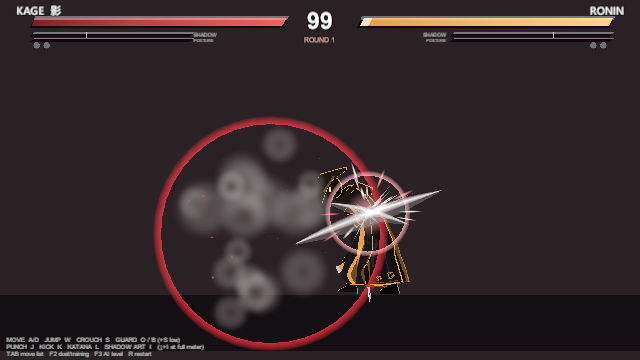 KAGE 影
99
RONIN
ROUND 1
SHADOW
POSTURE
SHADOW
POSTURE
MOVE A/D JUMP W CROUCH S GUARD O / B (+S low)
PUNCH J KICK K KATANA L SHADOW ART I (↓+I at full meter)
TAB move list F2 duel/training F3 AI level R restart